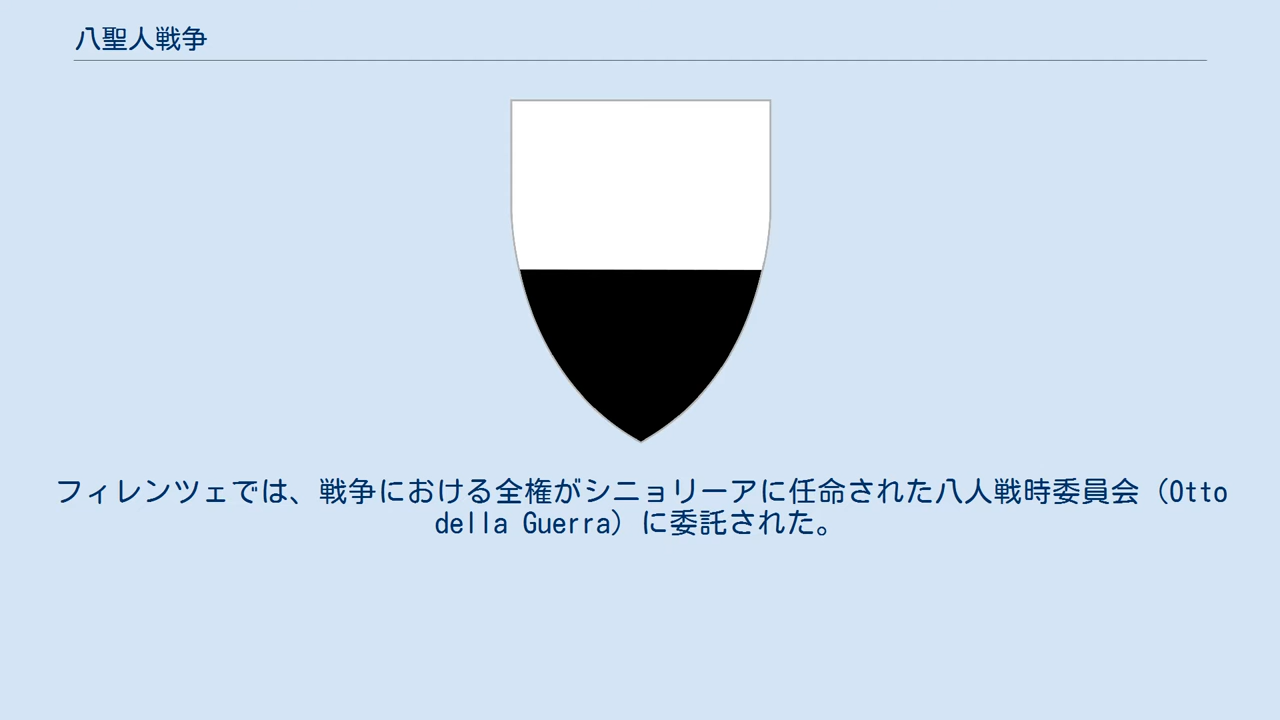 八聖人戦争
フィレンツェでは、戦争における全権がシニョリーアに任命された八人戦時委員会（Otto
della Guerra）に委託された。